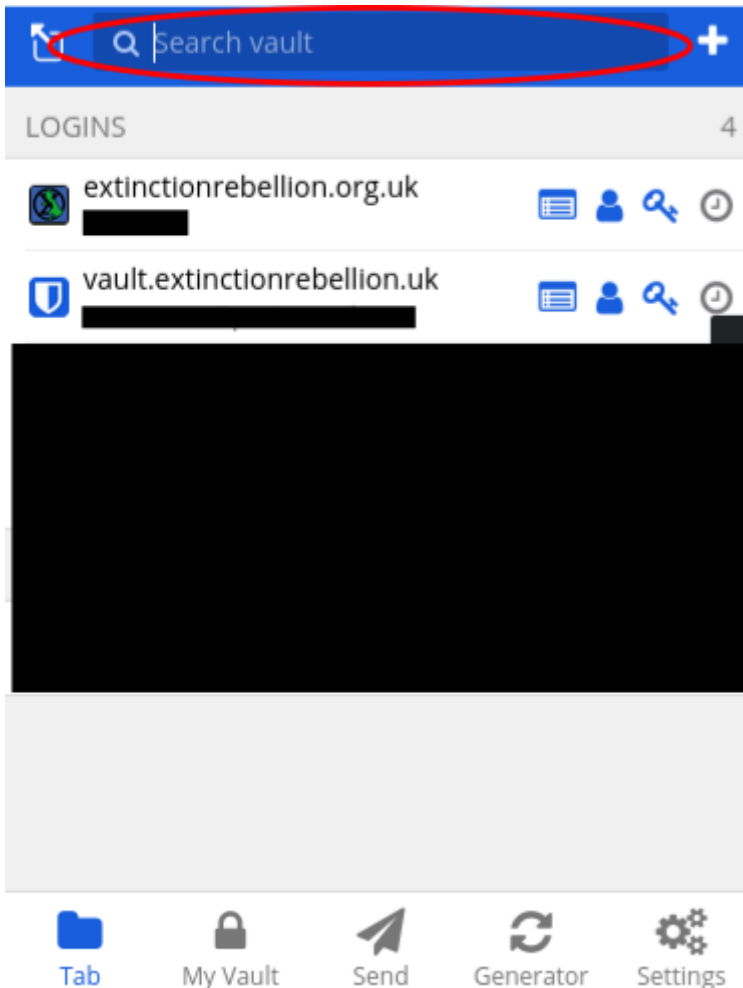 Search vault
LOGINS 4
extinctionrebellion.org.uk
vault.extinctionrebellion.uk
Tab My Vault Send Generator Settings